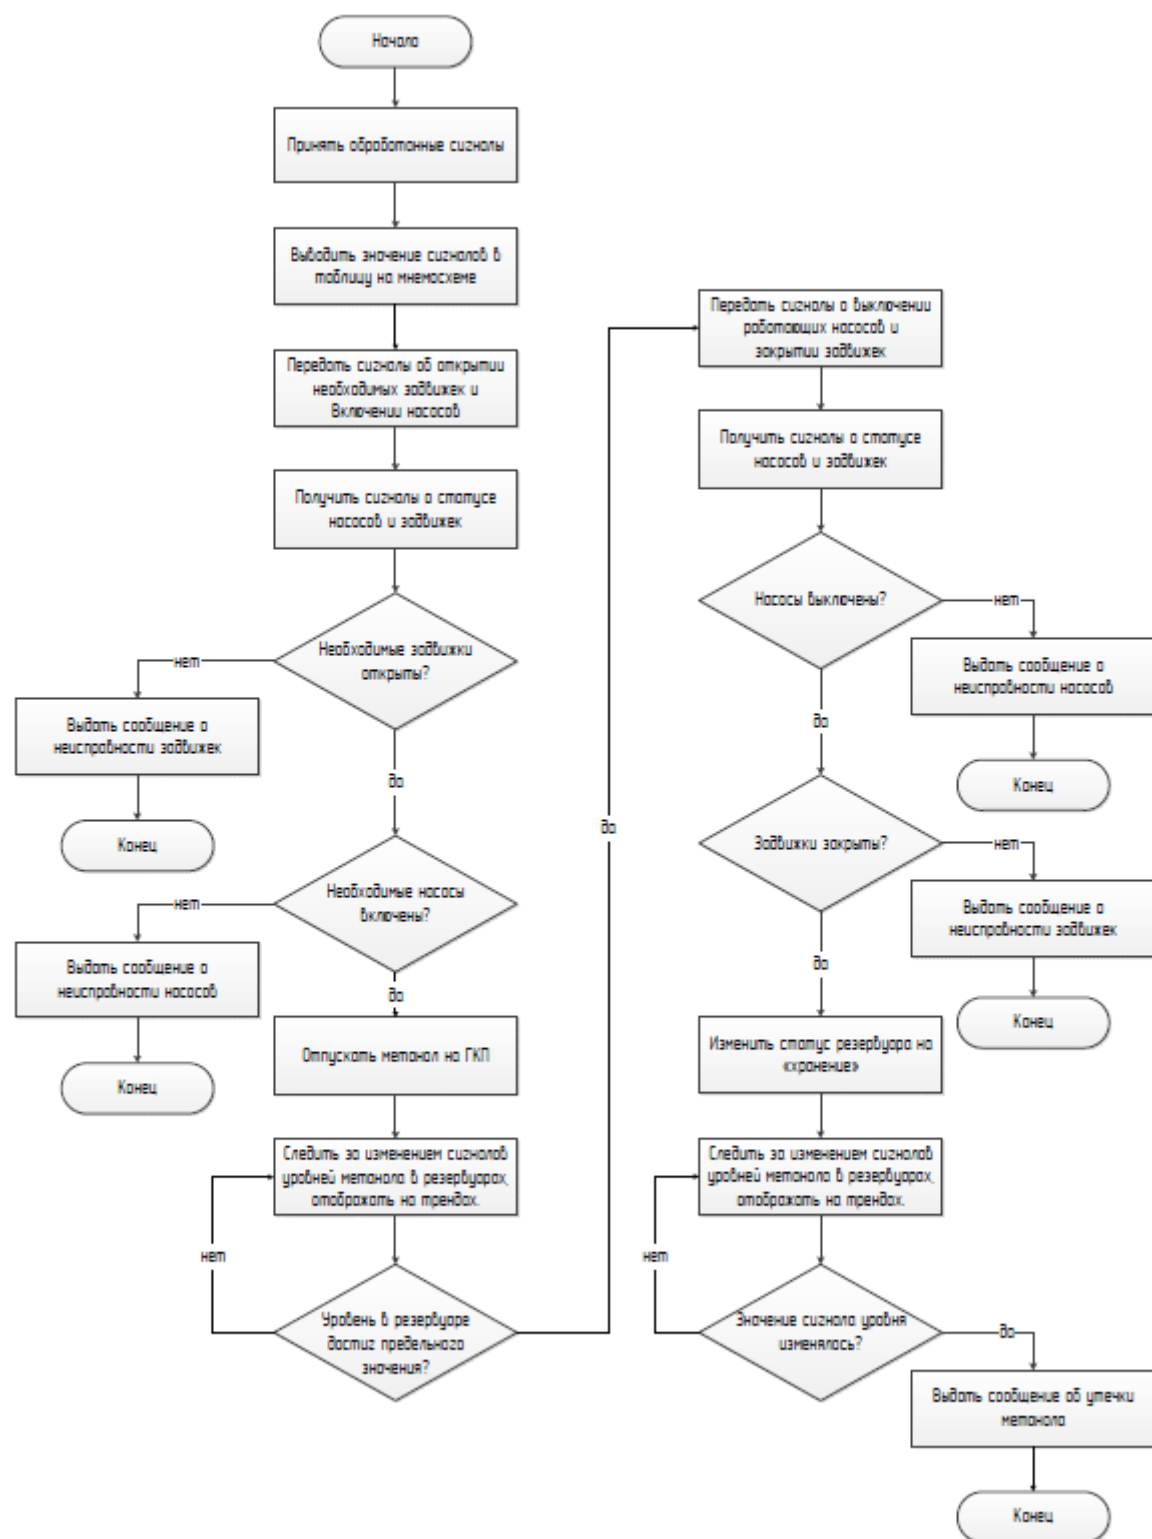 Начало
Принять обработанные сигналы
Выводить значение сигналов в
таблицу на мнемосхеме
Передать сигналы об открытии
необходимых задвижек и
Включении насосов
Получить сигналы о статусе
насосов и задвижек
Необходимые задвижки
открыты?
нет
Выдать сообщение о
неисправности задвижек
Конец
да
Необходимые насосы
включены?
нет
Выдать сообщение о
неисправности насосов
Конец
да
Отпускать метанол на ГКП
Следить за изменением сигналов
уровней метанола в резервуарах,
отображать на трендах.
нет
Уровень в резервуаре
достиг предельного
значения?
да
Передать сигналы о выключении
работающих насосов и
закрытии задвижек
Получить сигналы о статусе
насосов и задвижек
Насосы выключены?
нет
Выдать сообщение о
неисправности насосов
Конец
да
Задвижки закрыты?
нет
Выдать сообщение о
неисправности задвижек
Конец
да
Изменить статус резервуара на
«хранение»
Следить за изменением сигналов
уровней метанола в резервуарах,
отображать на трендах.
нет
Значение сигнала уровня
изменялось?
да
Выдать сообщение об утечки
метанола
Конец